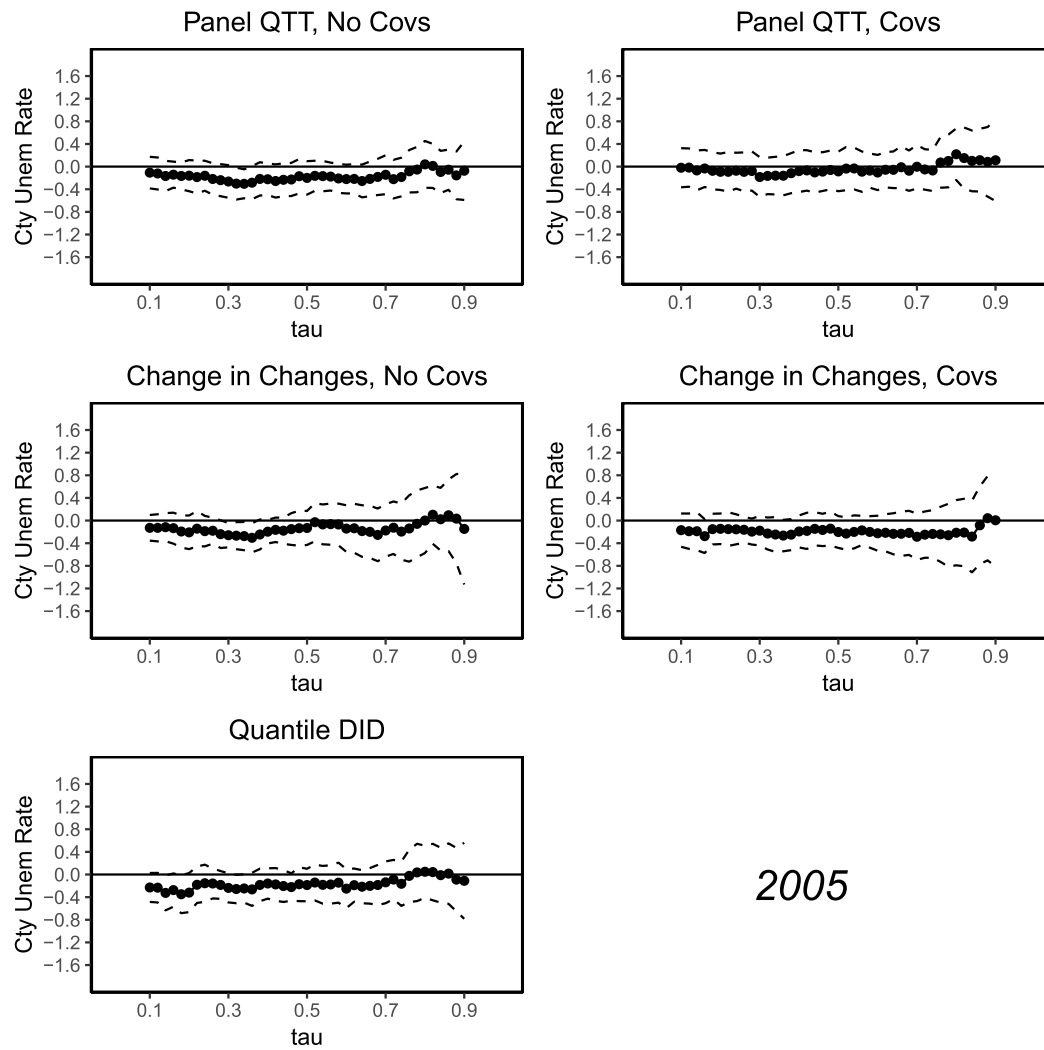 Panel QTT, No Covs
Cty Unem Rate
1.6
1.2
0.8
0.4
0.0
−0.4
−0.8
−1.2
−1.6
0.1 0.3 0.5 0.7 0.9
tau
Panel QTT, Covs
Cty Unem Rate
1.6
1.2
0.8
0.4
0.0
−0.4
−0.8
−1.2
−1.6
0.1 0.3 0.5 0.7 0.9
tau
Change in Changes, No Covs
Cty Unem Rate
1.6
1.2
0.8
0.4
0.0
−0.4
−0.8
−1.2
−1.6
0.1 0.3 0.5 0.7 0.9
tau
Change in Changes, Covs
Cty Unem Rate
1.6
1.2
0.8
0.4
0.0
−0.4
−0.8
−1.2
−1.6
0.1 0.3 0.5 0.7 0.9
tau
Quantile DID
Cty Unem Rate
1.6
1.2
0.8
0.4
0.0
−0.4
−0.8
−1.2
−1.6
0.1 0.3 0.5 0.7 0.9
tau
2005